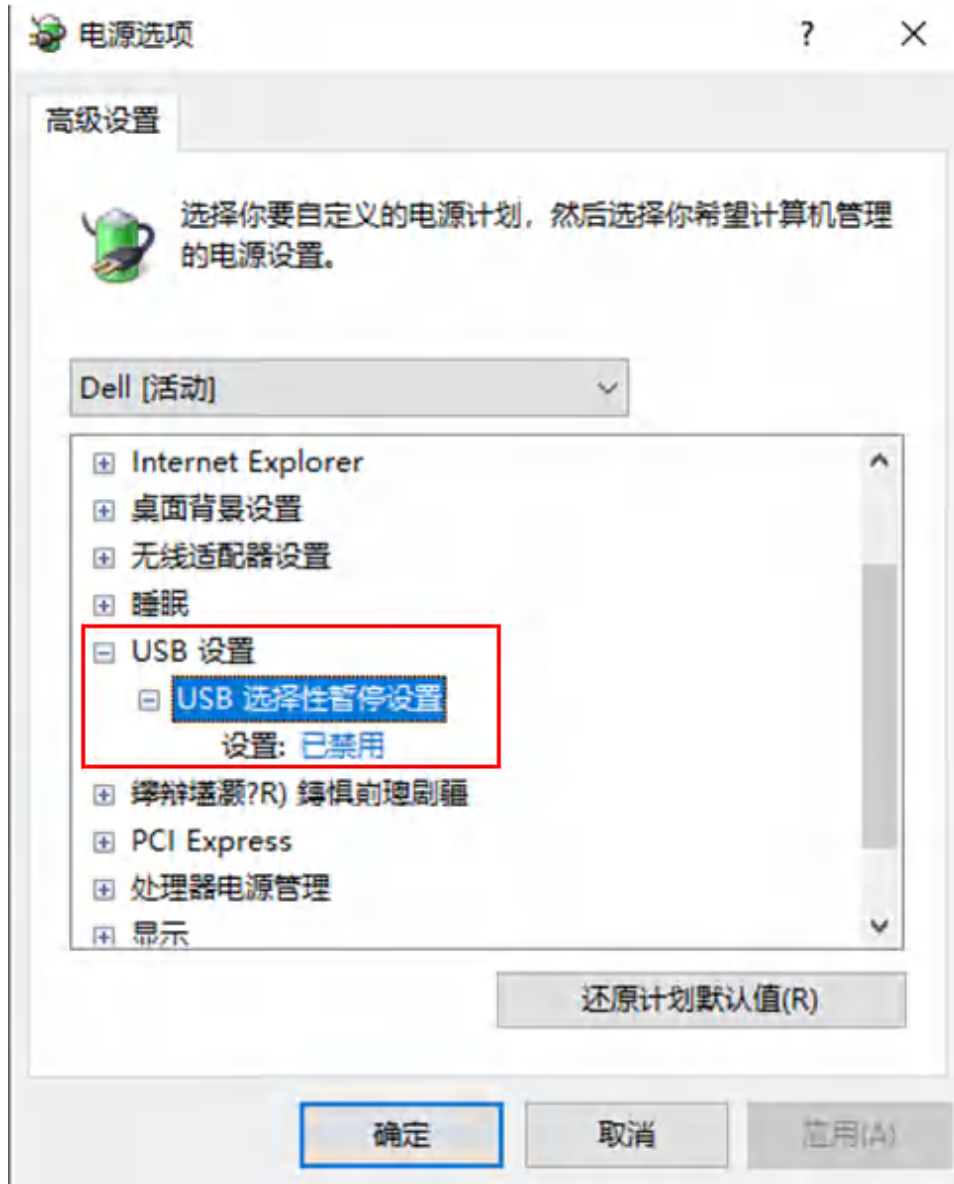 电源选项
?
高级设置
选择你要自定义的电源计划，然后选择你希望计算机管理
的电源设置。
Dell [活动]
Internet Explorer
桌面背景设置
无线适配器设置
睡眠
USB 设置
USB 选择性暂停设置
设置: 已禁用
PCI Express
处理器电源管理
显示
还原计划默认值(R)
确定
取消
应用(A)